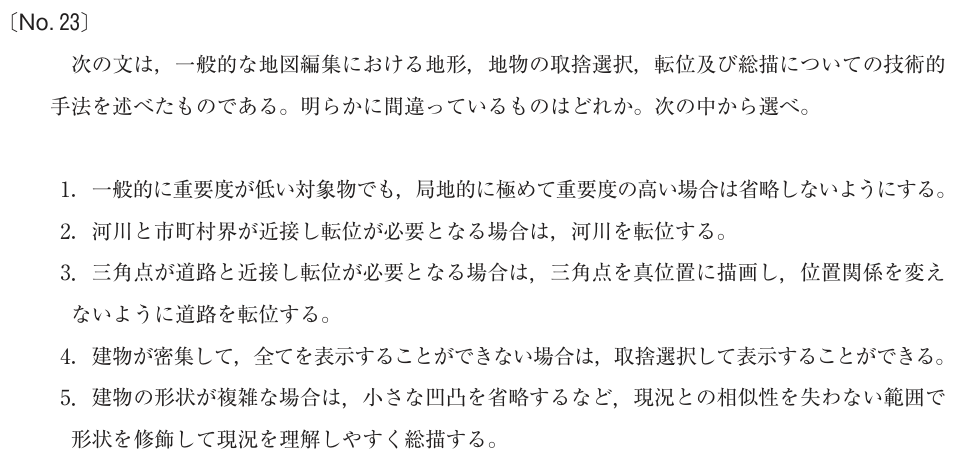 〔No. 23〕
次の文は，一般的な地図編集における地形，地物の取捨選択，転位及び総描についての技術的
手法を述べたものである。明らかに間違っているものはどれか。次の中から選べ。
1．一般的に重要度が低い対象物でも，局地的に極めて重要度の高い場合は省略しないようにする。
2．河川と市町村界が近接し転位が必要となる場合は，河川を転位する。
3．三角点が道路と近接し転位が必要となる場合は，三角点を真位置に描画し，位置関係を変え
ないように道路を転位する。
4．建物が密集して，全てを表示することができない場合は，取捨選択して表示することができる。
5．建物の形状が複雑な場合は，小さな凹凸を省略するなど，現況との相似性を失わない範囲で
形状を修飾して現況を理解しやすく総描する。